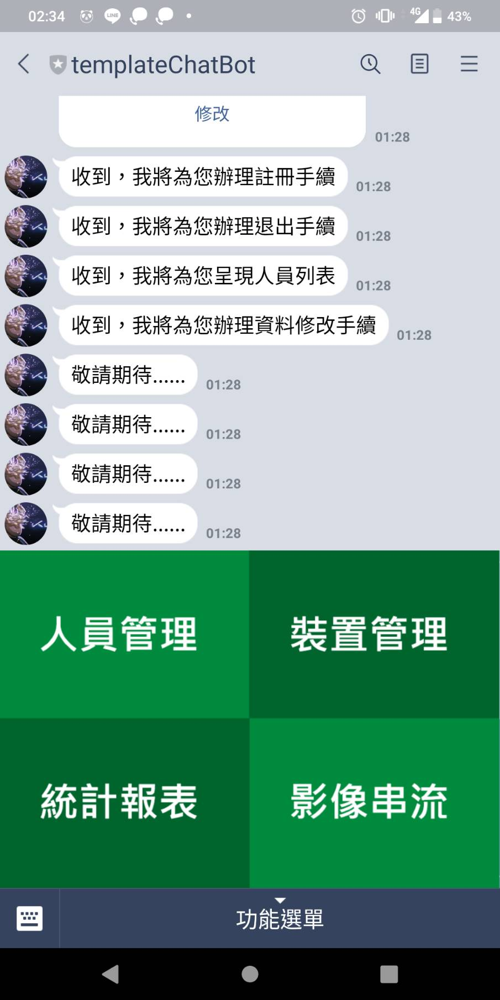 02:34
LINE
4G
43%
templateChatBot
修改
01:28
收到，我將為您辦理註冊手續
01:28
收到，我將為您辦理退出手續
01:28
收到，我將為您呈現人員列表
01:28
收到，我將為您辦理資料修改手續
01:28
敬請期待......
01:28
敬請期待......
01:28
敬請期待......
01:28
敬請期待......
01:28
人員管理
裝置管理
統計報表
影像串流
功能選單